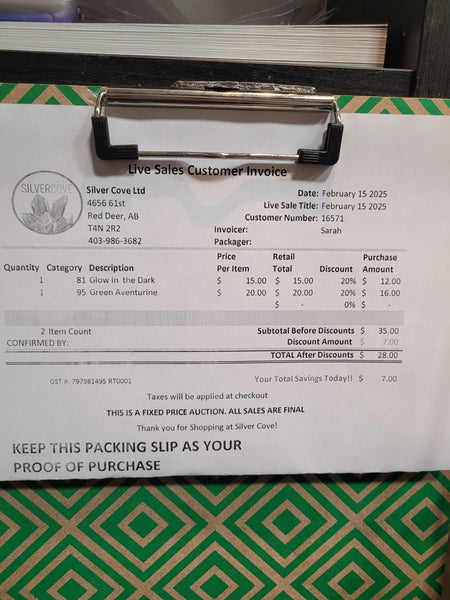 Live Sales Customer Invoice
SILVERCOVE
Silver Cove Ltd
4656 61st
Red Deer, AB
T4N 2R2
403-986-3682
Date: February 15 2025
Live Sale Title: February 15 2025
Customer Number: 16571
Invoicer: Sarah
Packager:
Quantity Category Description Price Per Item Retail Total Discount Purchase Amount
1 81 Glow in the Dark $ 15.00 $ 15.00 20% $ 12.00
1 95 Green Aventurine $ 20.00 $ 20.00 20% $ 16.00
$ - 0% $ -
2 Item Count Subtotal Before Discounts $ 35.00
CONFIRMED BY: Discount Amount $ 7.00
TOTAL After Discounts $ 28.00
GST #: 797981495 RT0001 Your Total Savings Today!! $ 7.00
Taxes will be applied at checkout
THIS IS A FIXED PRICE AUCTION. ALL SALES ARE FINAL
Thank you for Shopping at Silver Cove!
KEEP THIS PACKING SLIP AS YOUR
PROOF OF PURCHASE